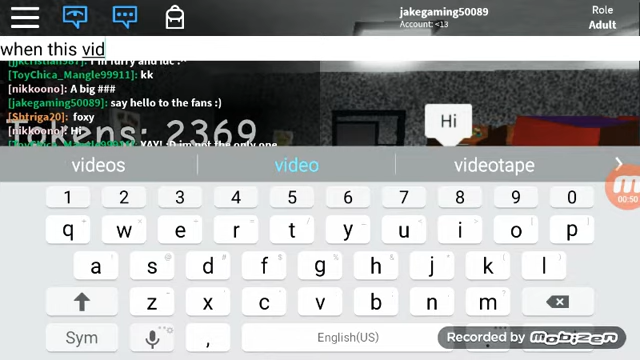 jakegaming50089
Account: <13
Role
Adult
when this vid
[ToyChica_Mangle99911]: kk
[nikkoono]: A big ###
[jakegaming50089]: say hello to the fans :)
[Shtriga20]: foxy
[nikkoono]: Hi
Tokens: 2369
Hi
videos
video
videotape
00:50
1 2 3 4 5 6 7 8 9 0
q w e r t y u i o p
a s d f g h j k l
z x c v b n m
Sym
,
English(US)
Recorded by Mobizen